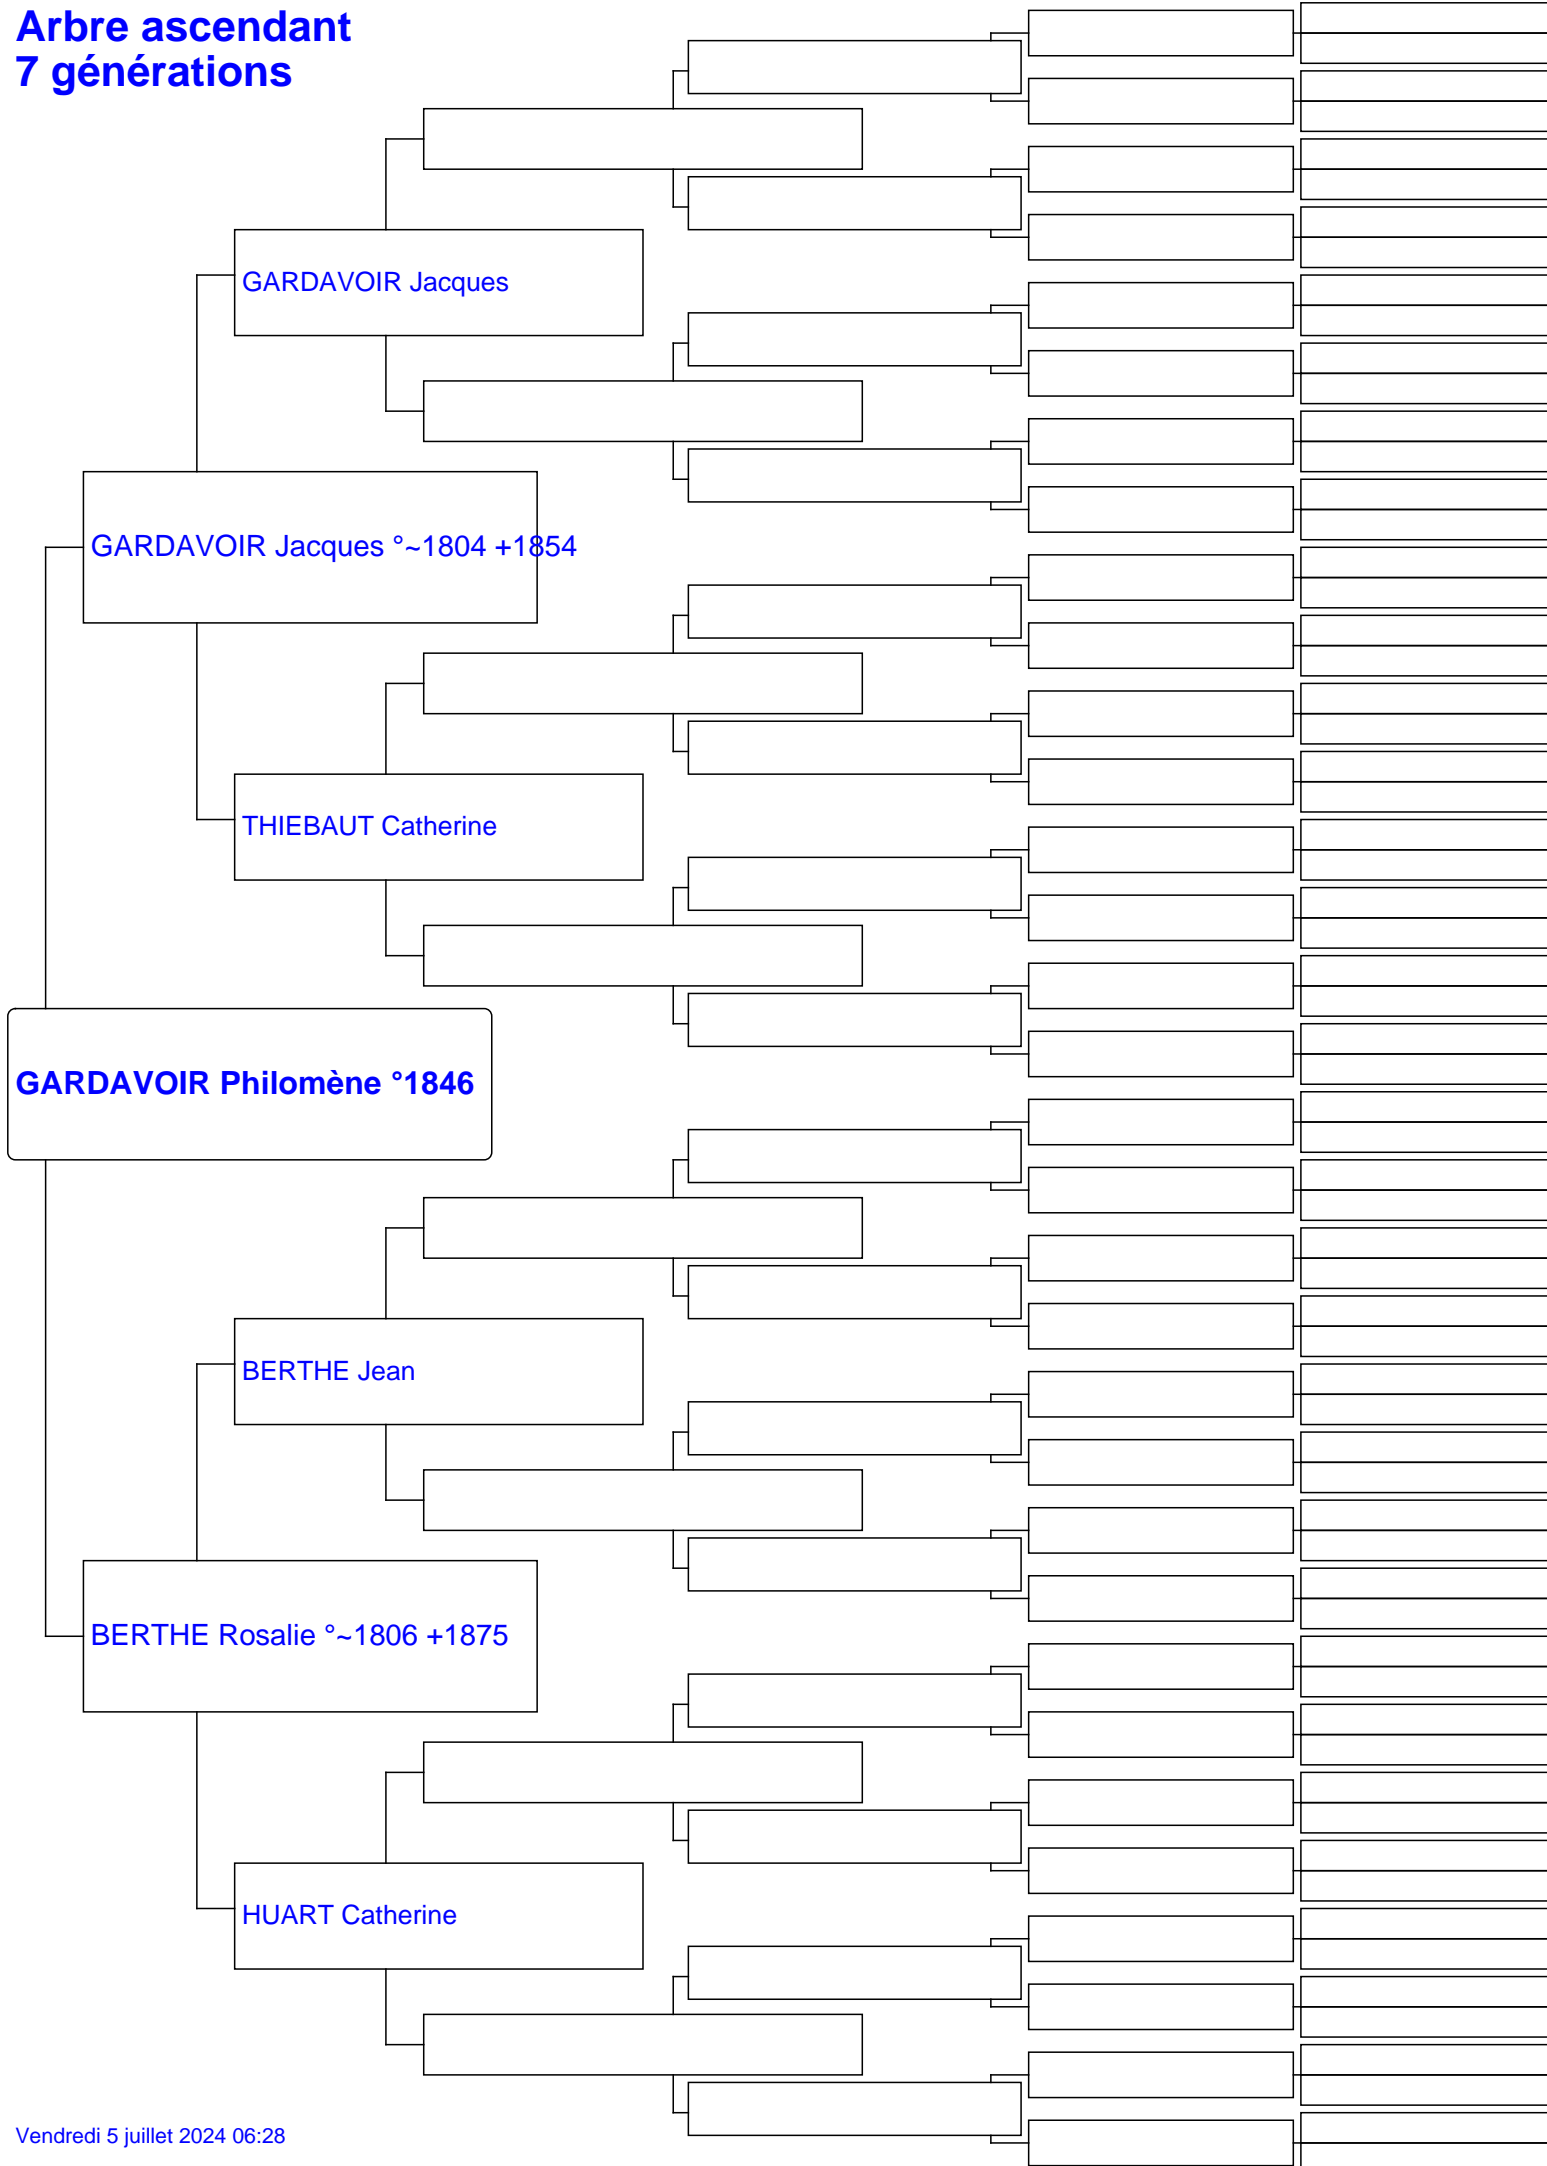 Arbre ascendant
7 générations
GARDAVOIR Jacques
GARDAVOIR Jacques °~1804 +1854
THIEBAUT Catherine
GARDAVOIR Philomène °1846
BERTHE Jean
BERTHE Rosalie °~1806 +1875
HUART Catherine
Vendredi 5 juillet 2024 06:28